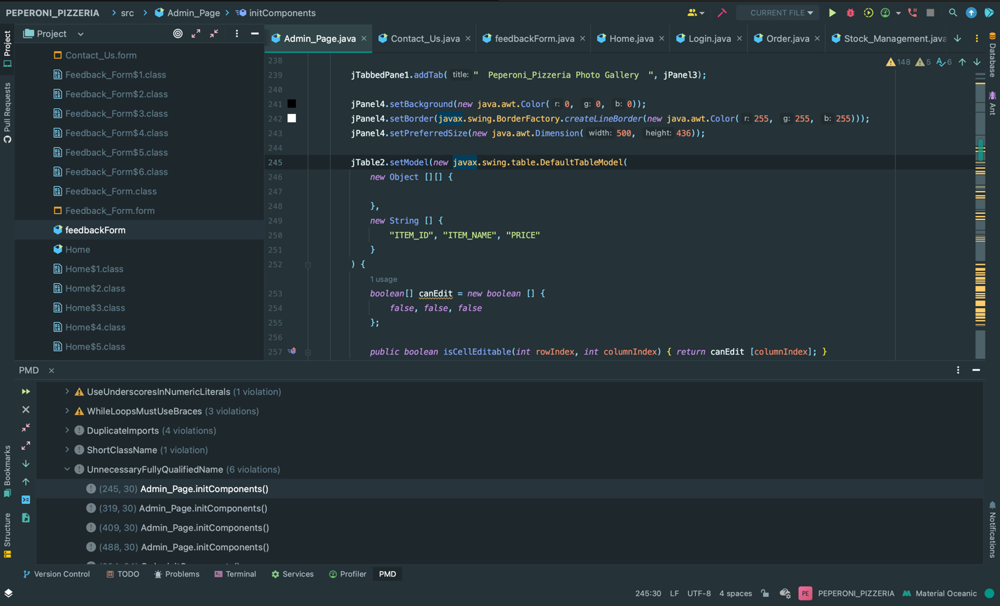 PEPERONI_PIZZERIA > src > Admin_Page > initComponents
CURRENT FILE
Project
Admin_Page.java
Contact_Us.java
feedbackForm.java
Home.java
Login.java
Order.java
Stock_Management.java
Project
Pull Requests
Bookmarks
Structure
Contact_Us.form
Feedback_Form$1.class
Feedback_Form$2.class
Feedback_Form$3.class
Feedback_Form$4.class
Feedback_Form$5.class
Feedback_Form$6.class
Feedback_Form.class
Feedback_Form.form
feedbackForm
Home
Home$1.class
Home$2.class
Home$3.class
Home$4.class
Home$5.class
148 5 6
238
239 jTabbedPane1.addTab( title: "  Peperoni_Pizzeria Photo Gallery  ", jPanel3);
240
241 jPanel4.setBackground(new java.awt.Color( r: 0, g: 0, b: 0));
242 jPanel4.setBorder(javax.swing.BorderFactory.createLineBorder(new java.awt.Color( r: 255, g: 255, b: 255)));
243 jPanel4.setPreferredSize(new java.awt.Dimension( width: 500, height: 436));
244
245 jTable2.setModel(new javax.swing.table.DefaultTableModel(
246 new Object [][] {
247
248 },
249 new String [] {
250 "ITEM_ID", "ITEM_NAME", "PRICE"
251 }
252 ) {
1 usage
253 boolean[] canEdit = new boolean [] {
254 false, false, false
255 };
256
257 public boolean isCellEditable(int rowIndex, int columnIndex) { return canEdit [columnIndex]; }
Database
Ant
Notifications
PMD
UseUnderscoresInNumericLiterals (1 violation)
WhileLoopsMustUseBraces (3 violations)
DuplicateImports (4 violations)
ShortClassName (1 violation)
UnnecessaryFullyQualifiedName (6 violations)
(245, 30) Admin_Page.initComponents()
(319, 30) Admin_Page.initComponents()
(409, 30) Admin_Page.initComponents()
(488, 30) Admin_Page.initComponents()
Version Control
TODO
Problems
Terminal
Services
Profiler
PMD
245:30 LF UTF-8 4 spaces PE PEPERONI_PIZZERIA Material Oceanic